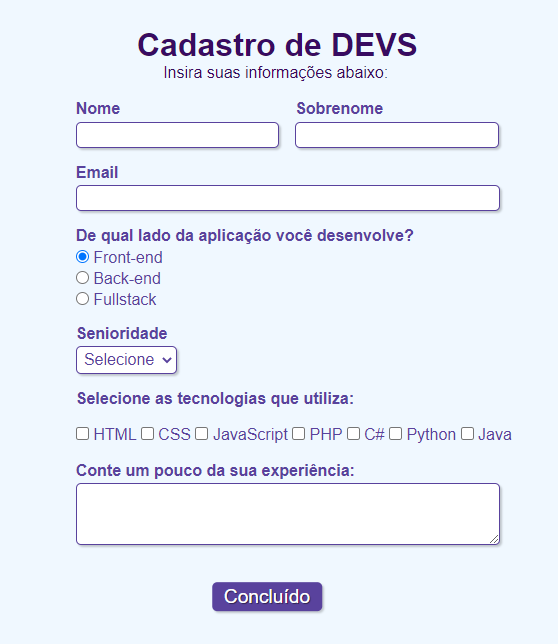 Cadastro de DEVS
Insira suas informações abaixo:
Nome Sobrenome
Email
De qual lado da aplicação você desenvolve?
Front-end
Back-end
Fullstack
Senioridade
Selecione
Selecione as tecnologias que utiliza:
HTML CSS JavaScript PHP C# Python Java
Conte um pouco da sua experiência:
Concluído